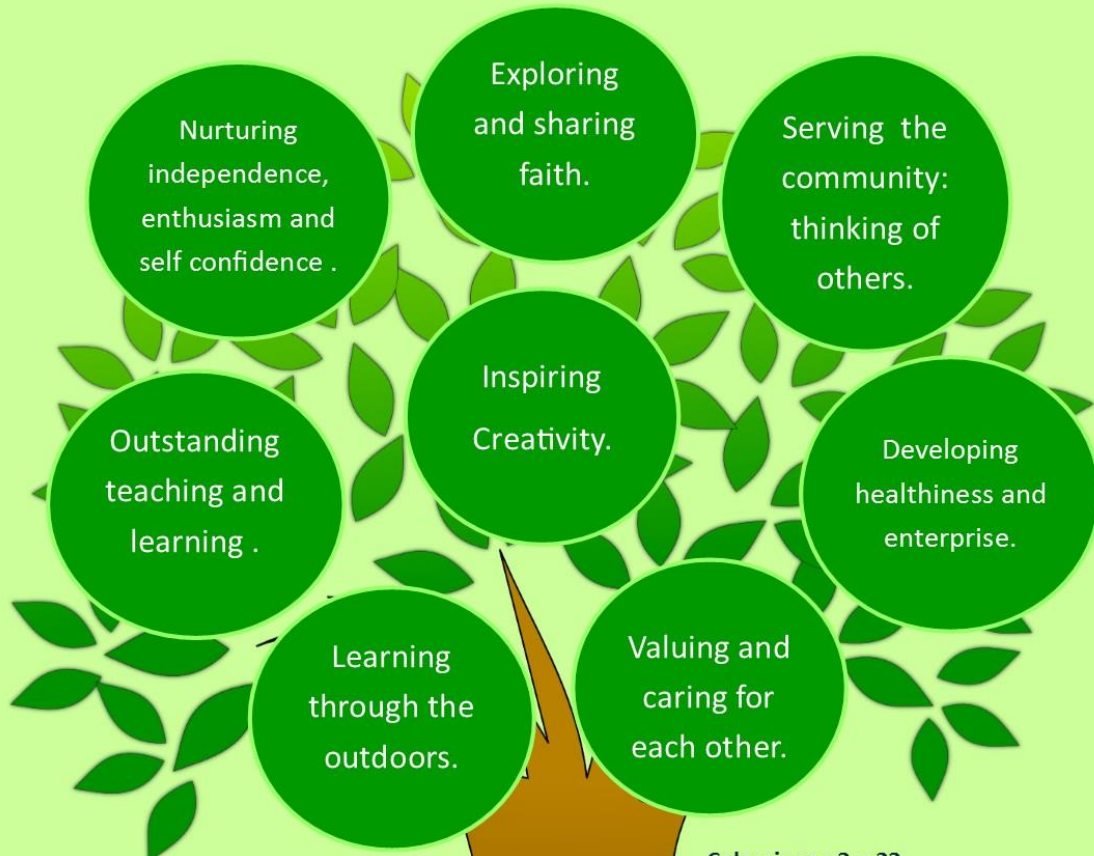 Exploring
and sharing
faith.
Nurturing
independence,
enthusiasm and
self confidence .
Serving the
community:
thinking of
others.
Inspiring
Creativity.
Outstanding
teaching and
learning .
Developing
healthiness and
enterprise.
Learning
through the
outdoors.
Valuing and
caring for
each other.